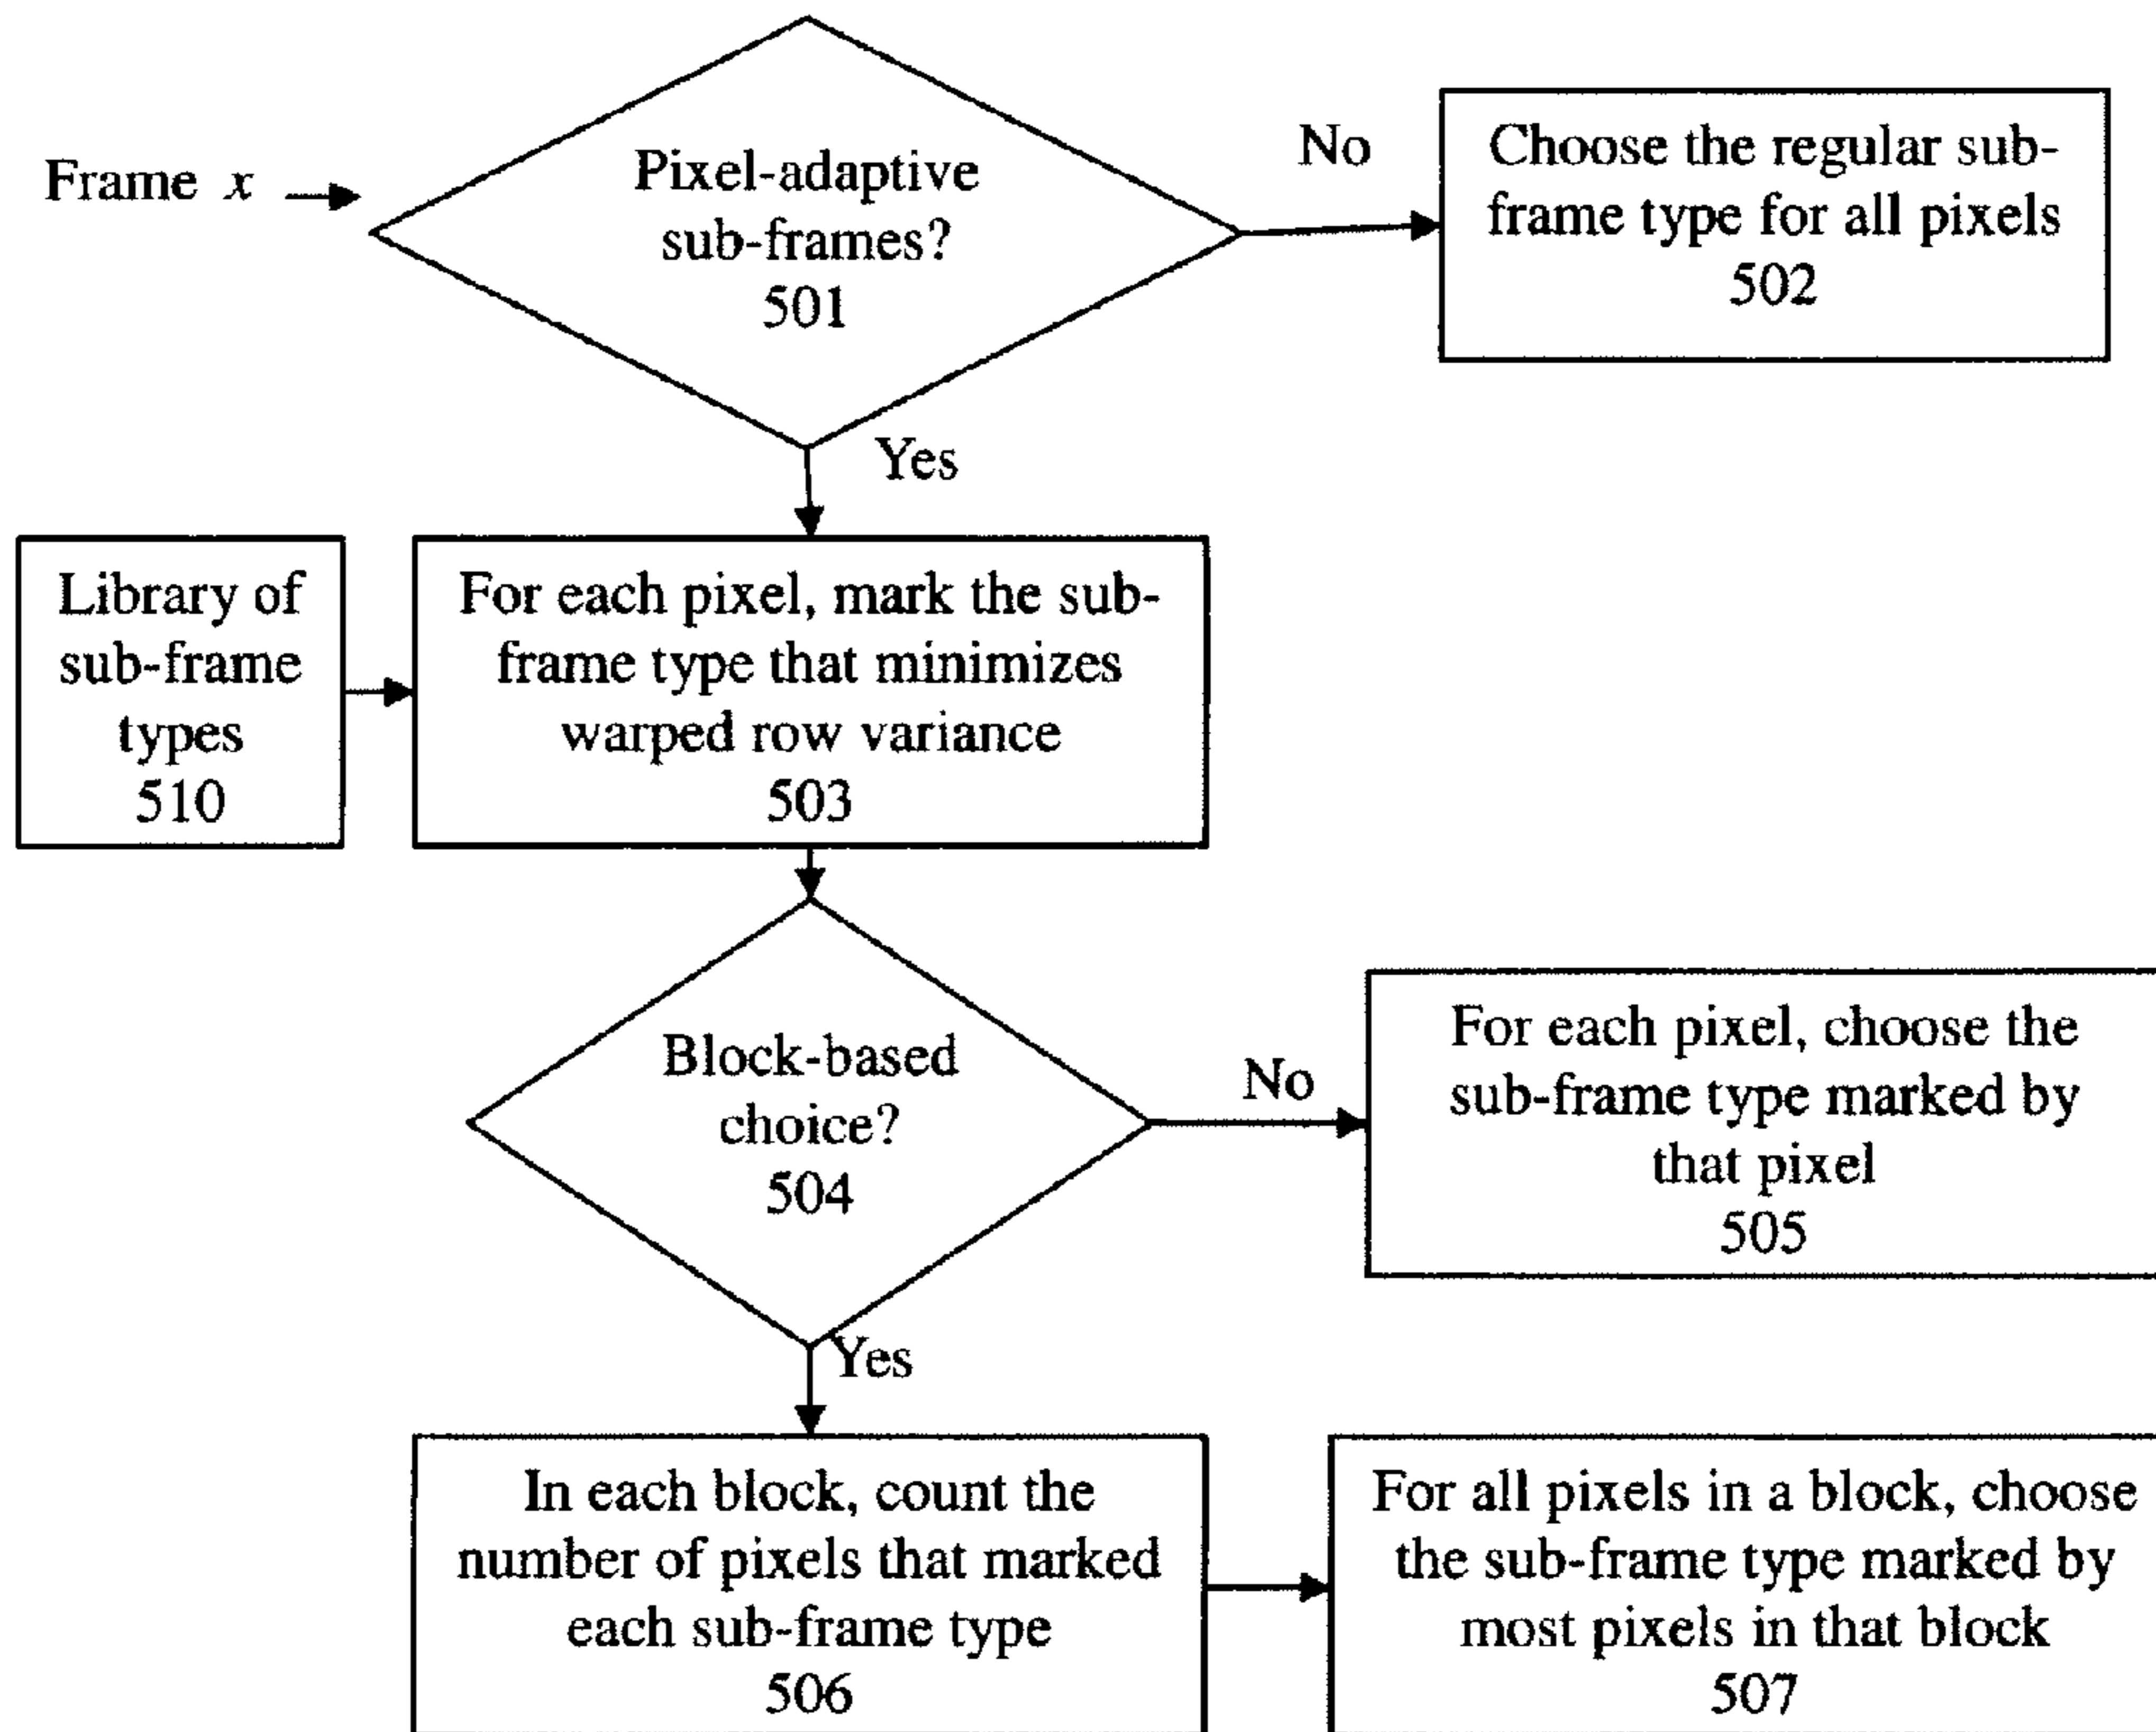 Frame x
Pixel-adaptive
sub-frames?
501
No
Choose the regular sub-
frame type for all pixels
502
Yes
Library of
sub-frame
types
510
For each pixel, mark the sub-
frame type that minimizes
warped row variance
503
Block-based
choice?
504
No
For each pixel, choose the
sub-frame type marked by
that pixel
505
Yes
In each block, count the
number of pixels that marked
each sub-frame type
506
For all pixels in a block, choose
the sub-frame type marked by
most pixels in that block
507